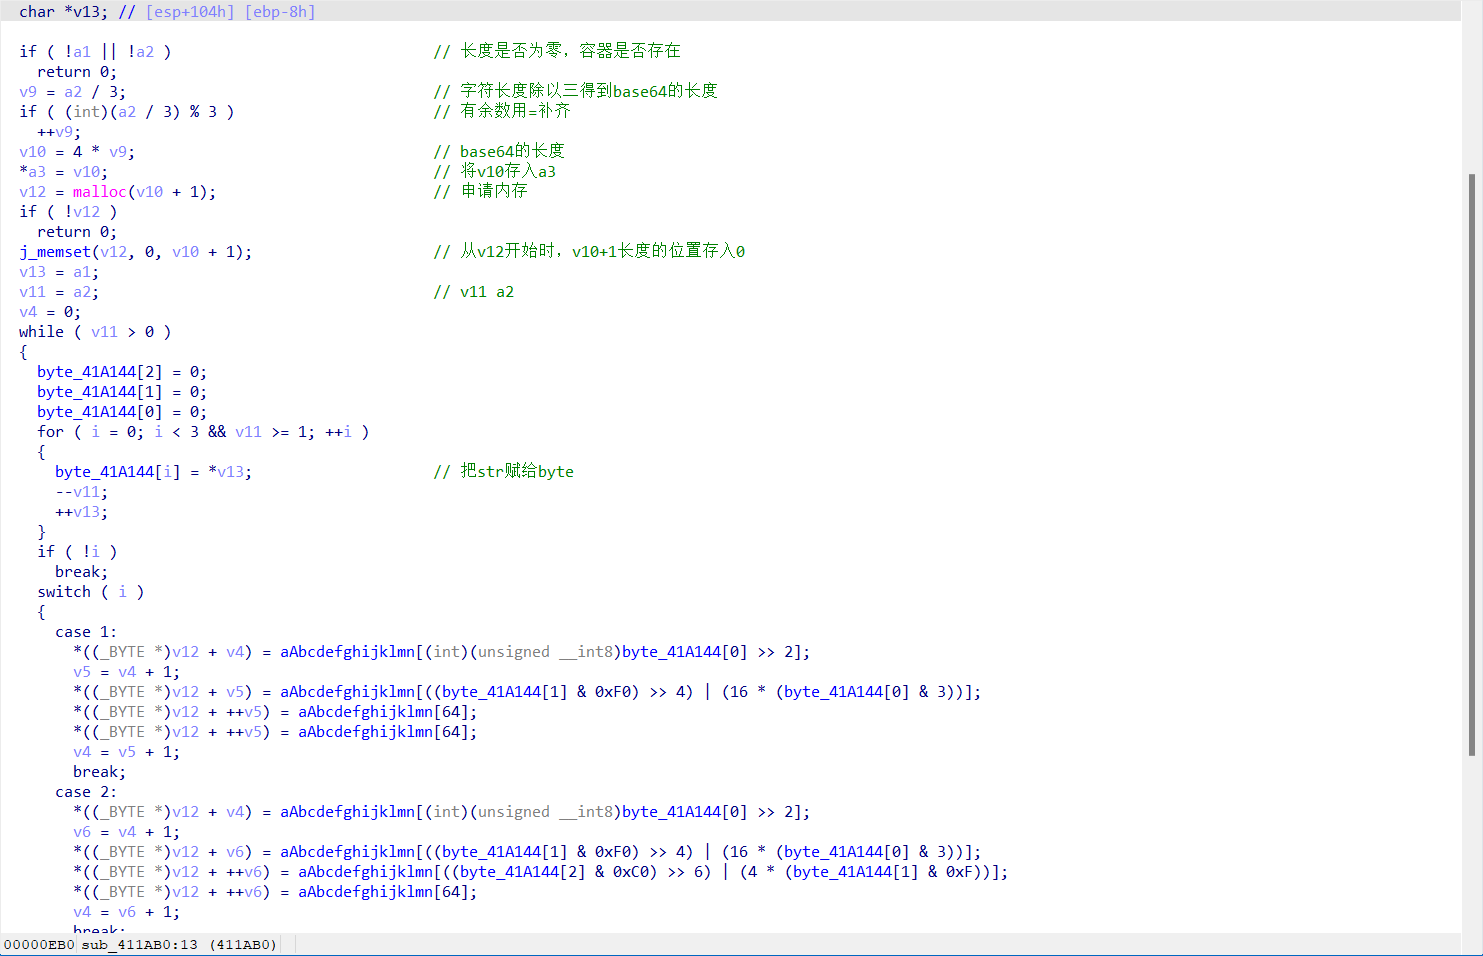 char *v13; // [esp+104h] [ebp-8h]
if ( !a1 || !a2 ) // 长度是否为零，容器是否存在
return 0;
v9 = a2 / 3; // 字符长度除以三得到base64的长度
if ( (int)(a2 / 3) % 3 ) // 有余数用=补齐
++v9;
v10 = 4 * v9; // base64的长度
*a3 = v10; // 将v10存入a3
v12 = malloc(v10 + 1); // 申请内存
if ( !v12 )
return 0;
j_memset(v12, 0, v10 + 1); // 从v12开始时，v10+1长度的位置存入0
v13 = a1;
v11 = a2; // v11 a2
v4 = 0;
while ( v11 > 0 )
{
byte_41A144[2] = 0;
byte_41A144[1] = 0;
byte_41A144[0] = 0;
for ( i = 0; i < 3 && v11 >= 1; ++i )
{
byte_41A144[i] = *v13; // 把str赋给byte
--v11;
++v13;
}
if ( !i )
break;
switch ( i )
{
case 1:
*((_BYTE *)v12 + v4) = aAbcdefghijklmn[(int)(unsigned __int8)byte_41A144[0] >> 2];
v5 = v4 + 1;
*((_BYTE *)v12 + v5) = aAbcdefghijklmn[((byte_41A144[1] & 0xF0) >> 4) | (16 * (byte_41A144[0] & 3))];
*((_BYTE *)v12 + ++v5) = aAbcdefghijklmn[64];
*((_BYTE *)v12 + ++v5) = aAbcdefghijklmn[64];
v4 = v5 + 1;
break;
case 2:
*((_BYTE *)v12 + v4) = aAbcdefghijklmn[(int)(unsigned __int8)byte_41A144[0] >> 2];
v6 = v4 + 1;
*((_BYTE *)v12 + v6) = aAbcdefghijklmn[((byte_41A144[1] & 0xF0) >> 4) | (16 * (byte_41A144[0] & 3))];
*((_BYTE *)v12 + ++v6) = aAbcdefghijklmn[((byte_41A144[2] & 0xC0) >> 6) | (4 * (byte_41A144[1] & 0xF))];
*((_BYTE *)v12 + ++v6) = aAbcdefghijklmn[64];
v4 = v6 + 1;
break;
00000EB0 sub_411AB0:13 (411AB0)